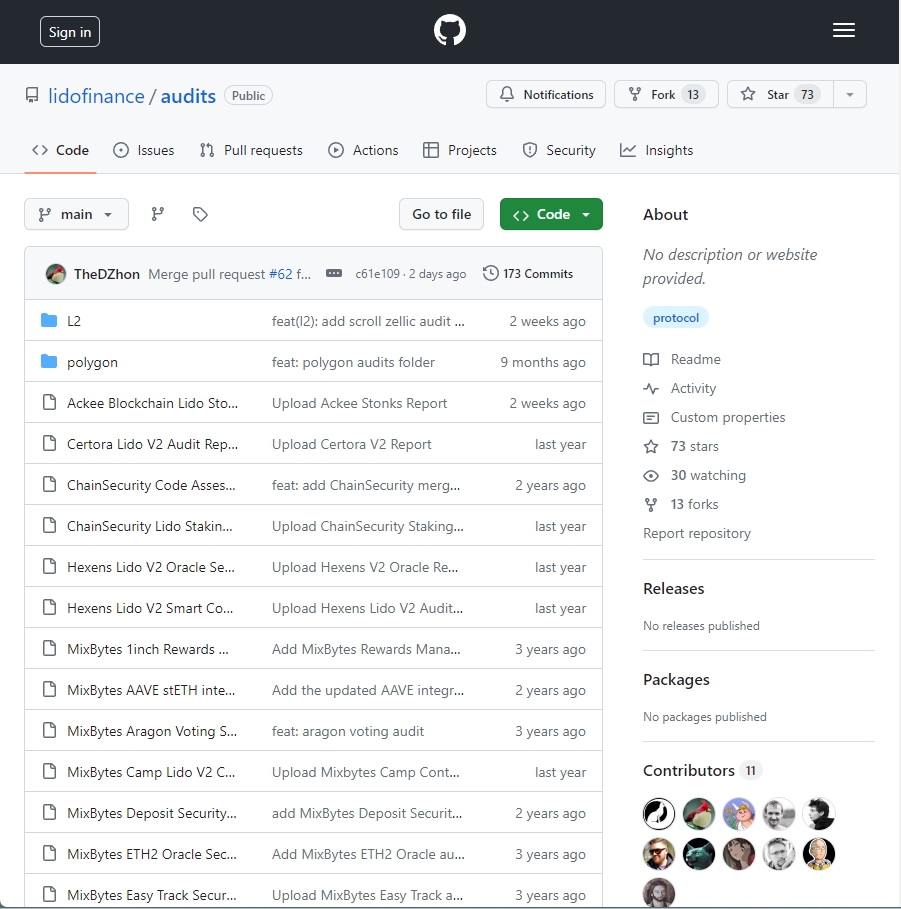 Sign in
lidofinance / audits Public
Notifications Fork 13 Star 73
Code Issues Pull requests Actions Projects Security Insights
main Go to file Code
TheDZhon Merge pull request #62 f... c61e109 · 2 days ago 173 Commits
L2 feat(l2): add scroll zellic audit ... 2 weeks ago
polygon feat: polygon audits folder 9 months ago
Ackee Blockchain Lido Sto... Upload Ackee Stonks Report 2 weeks ago
Certora Lido V2 Audit Rep... Upload Certora V2 Report last year
ChainSecurity Code Asses... feat: add ChainSecurity merg... 2 years ago
ChainSecurity Lido Stakin... Upload ChainSecurity Staking... last year
Hexens Lido V2 Oracle Se... Upload Hexens V2 Oracle Re... last year
Hexens Lido V2 Smart Co... Upload Hexens Lido V2 Audit... last year
MixBytes 1inch Rewards ... Add MixBytes Rewards Mana... 3 years ago
MixBytes AAVE stETH inte... Add the updated AAVE integr... 2 years ago
MixBytes Aragon Voting S... feat: aragon voting audit 3 years ago
MixBytes Camp Lido V2 C... Upload Mixbytes Camp Cont... last year
MixBytes Deposit Security... add MixBytes Deposit Securit... 2 years ago
MixBytes ETH2 Oracle Sec... Add MixBytes ETH2 Oracle au... 3 years ago
MixBytes Easy Track Secur... Upload MixBytes Easy Track a... 3 years ago
About
No description or website
provided.
protocol
Readme
Activity
Custom properties
73 stars
30 watching
13 forks
Report repository
Releases
No releases published
Packages
No packages published
Contributors 11